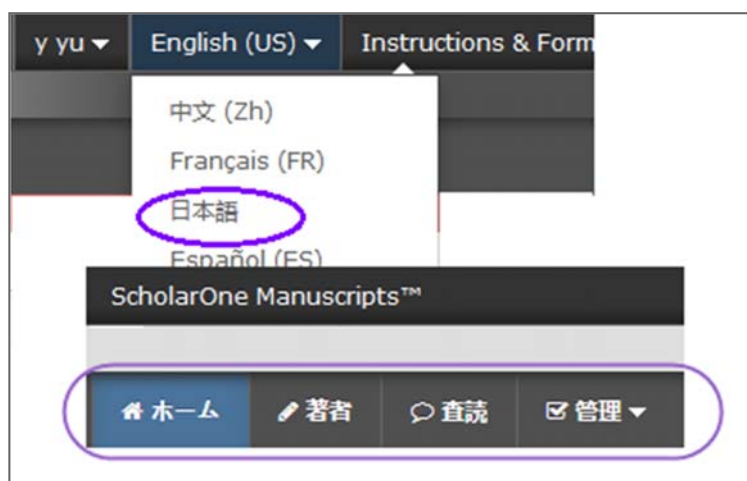 y yu English (US) Instructions & Form
中文 (Zh)
Français (FR)
日本語
Español (ES)
ScholarOne Manuscripts™
ホーム 著者 査読 管理